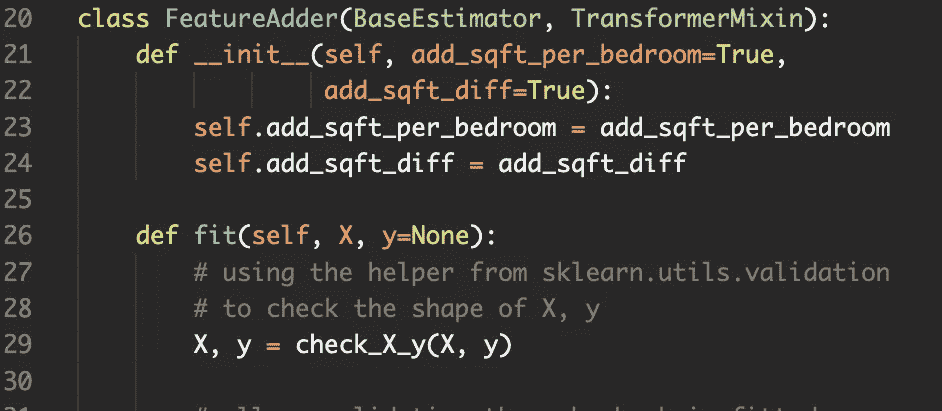 20 class FeatureAdder(BaseEstimator, TransformerMixin):
21 def __init__(self, add_sqft_per_bedroom=True,
22 add_sqft_diff=True):
23 self.add_sqft_per_bedroom = add_sqft_per_bedroom
24 self.add_sqft_diff = add_sqft_diff
25
26 def fit(self, X, y=None):
27 # using the helper from sklearn.utils.validation
28 # to check the shape of X, y
29 X, y = check_X_y(X, y)
30